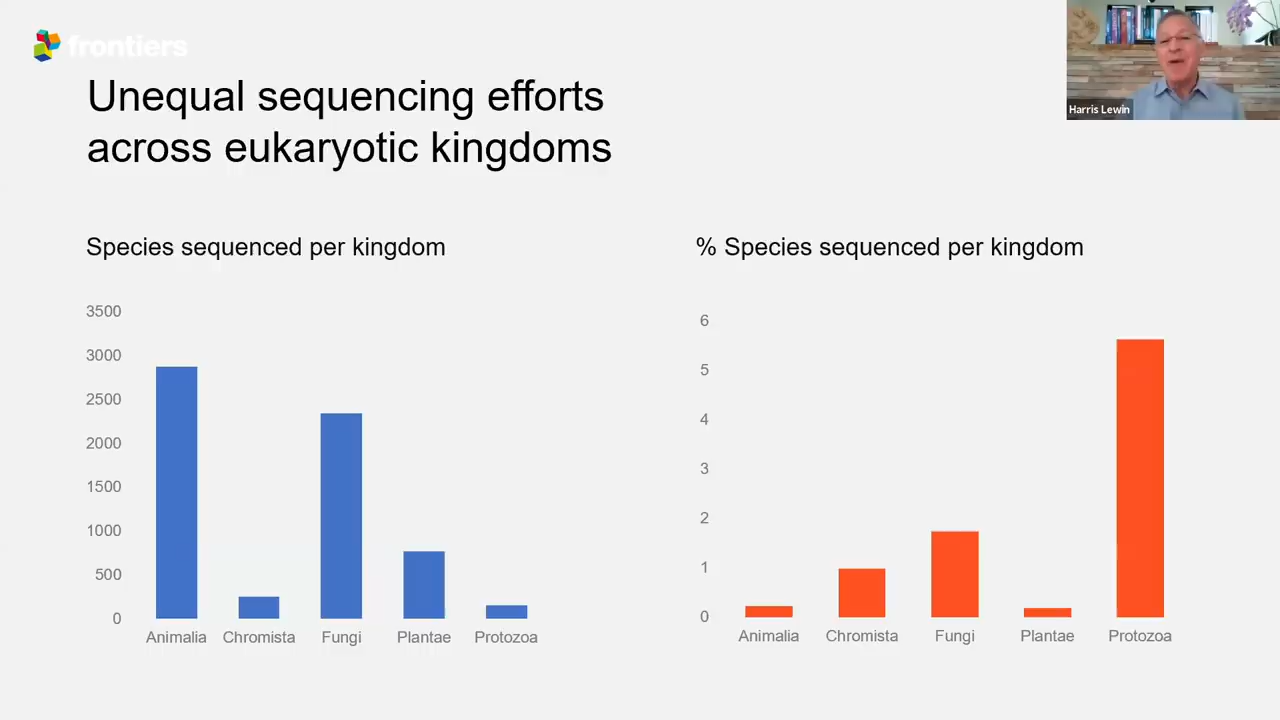 frontiers
Harris Lewin
Unequal sequencing efforts
across eukaryotic kingdoms
Species sequenced per kingdom
3500
3000
2500
2000
1500
1000
500
0
Animalia Chromista Fungi Plantae Protozoa
% Species sequenced per kingdom
6
5
4
3
2
1
0
Animalia Chromista Fungi Plantae Protozoa